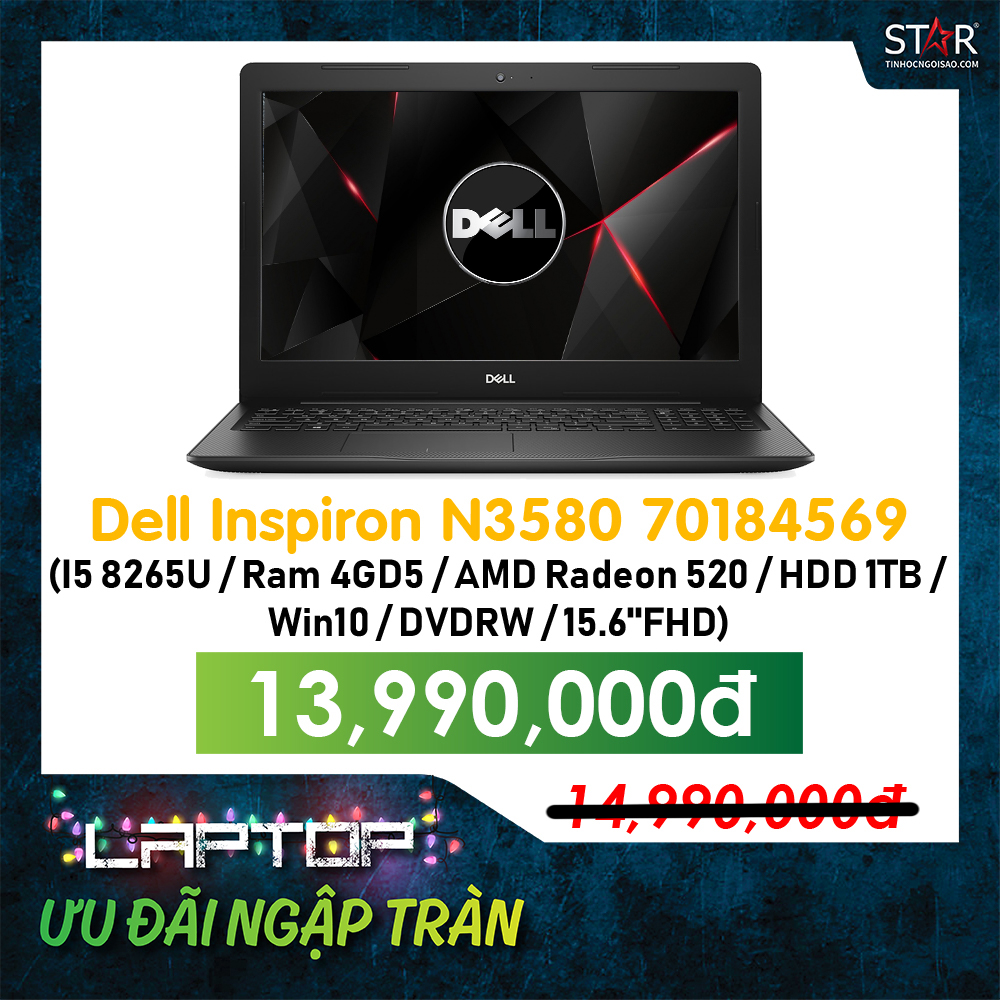 STAR
TINHOCNGOISAO.COM
DELL
DELL
Dell Inspiron N3580 70184569
(I5 8265U / Ram 4GD5 / AMD Radeon 520 / HDD 1TB /
Win10 / DVDRW / 15.6"FHD)
13,990,000đ
14,990,000đ
LAPTOP
ƯU ĐÃI NGẬP TRÀN